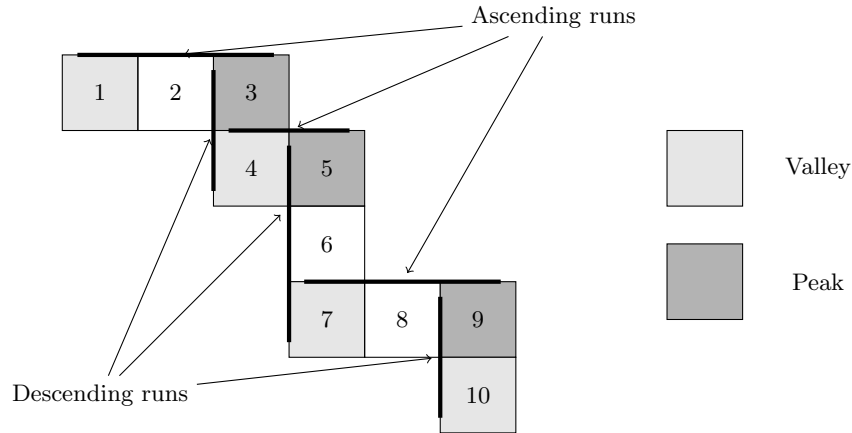 Ascending runs
1 2 3
4 5
Valley
6
7 8 9
Peak
Descending runs
10